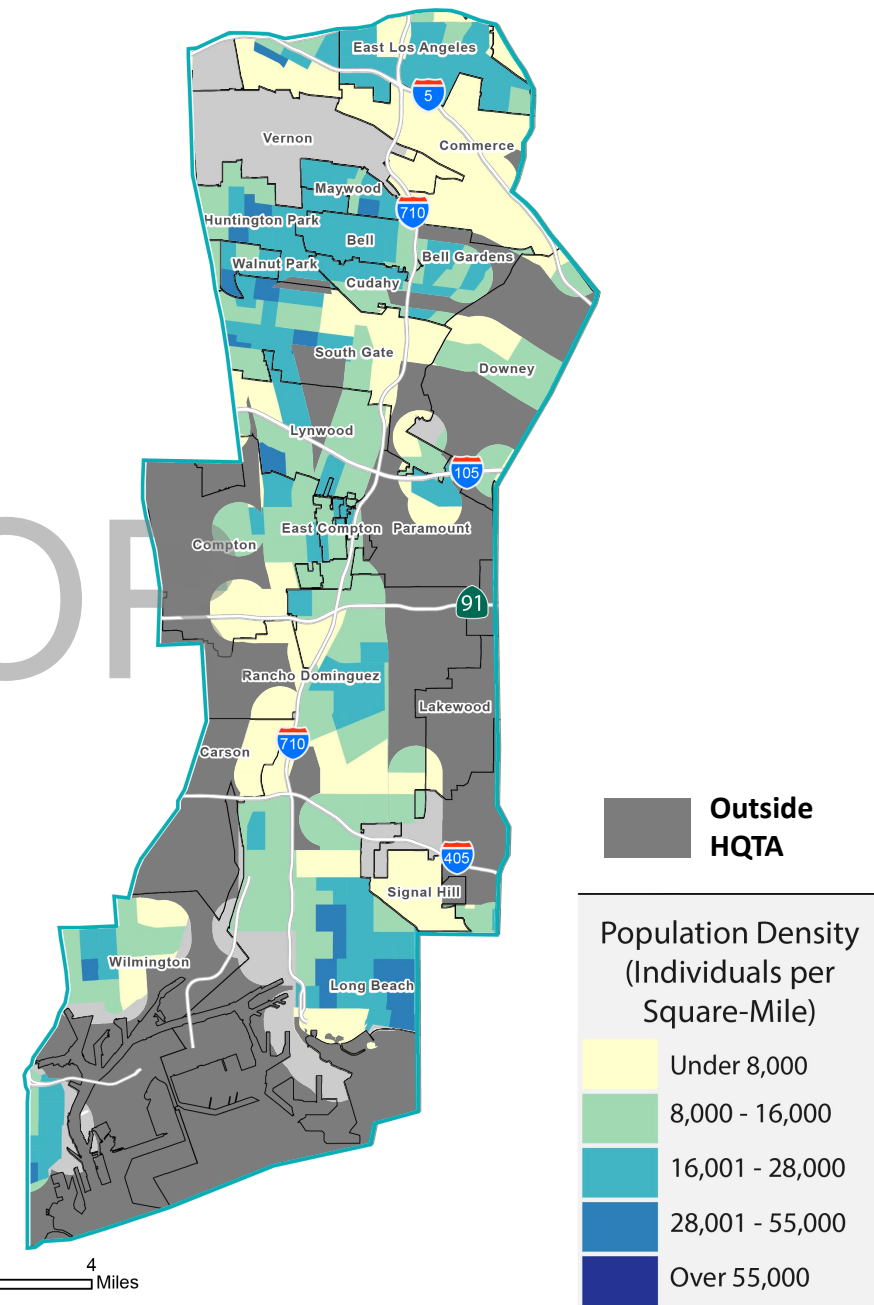 East Los Angeles
5
Vernon
Commerce
Maywood
710
Huntington Park
Bell
Bell Gardens
Walnut Park
Cudahy
South Gate
Downey
Lynwood
105
East Compton
Paramount
Compton
91
Rancho Dominguez
Lakewood
710
Carson
Outside
HQTA
405
Signal Hill
Population Density
(Individuals per
Square-Mile)
Wilmington
Long Beach
Under 8,000
8,000 - 16,000
16,001 - 28,000
28,001 - 55,000
Over 55,000
4
Miles